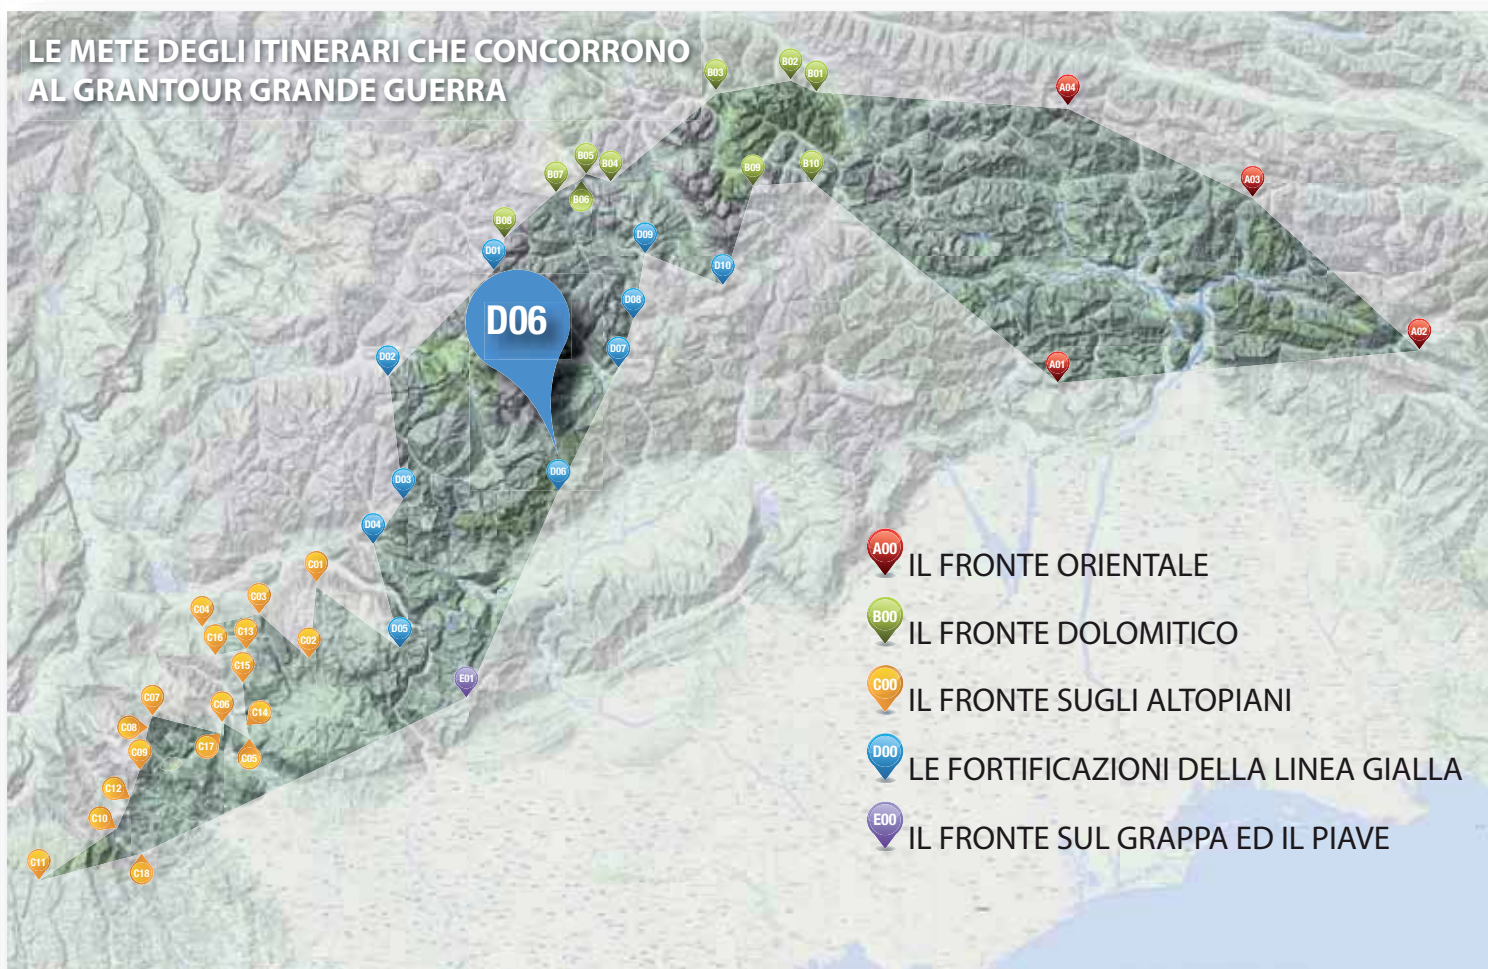 LE METE DEGLI ITINERARI CHE CONCORRONO
AL GRANTOUR GRANDE GUERRA
B03
B02
B01
A04
B05
B04
B07
B06
B09
B10
A03
B08
D01
D09
D10
D08
D06
D07
D02
A02
A01
D06
D03
D04
C01
C03
C04
C16
C13
C02
D05
C15
E01
C07
C06
C14
C08
C17
C09
C05
C12
C10
C11
C18
A00 IL FRONTE ORIENTALE
B00 IL FRONTE DOLOMITICO
C00 IL FRONTE SUGLI ALTOPIANI
D00 LE FORTIFICAZIONI DELLA LINEA GIALLA
E00 IL FRONTE SUL GRAPPA ED IL PIAVE